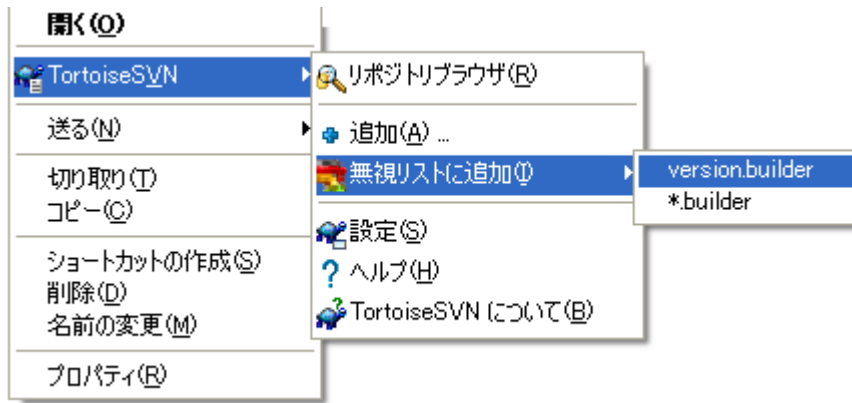 開く(O)
TortoiseSVN
送る(N)
切り取り(T)
コピー(C)
ショートカットの作成(S)
削除(D)
名前の変更(M)
プロパティ(R)
リポジトリブラウザ(R)
追加(A) ...
無視リストに追加(I)
設定(S)
ヘルプ(H)
TortoiseSVN について(B)
version.builder
*.builder